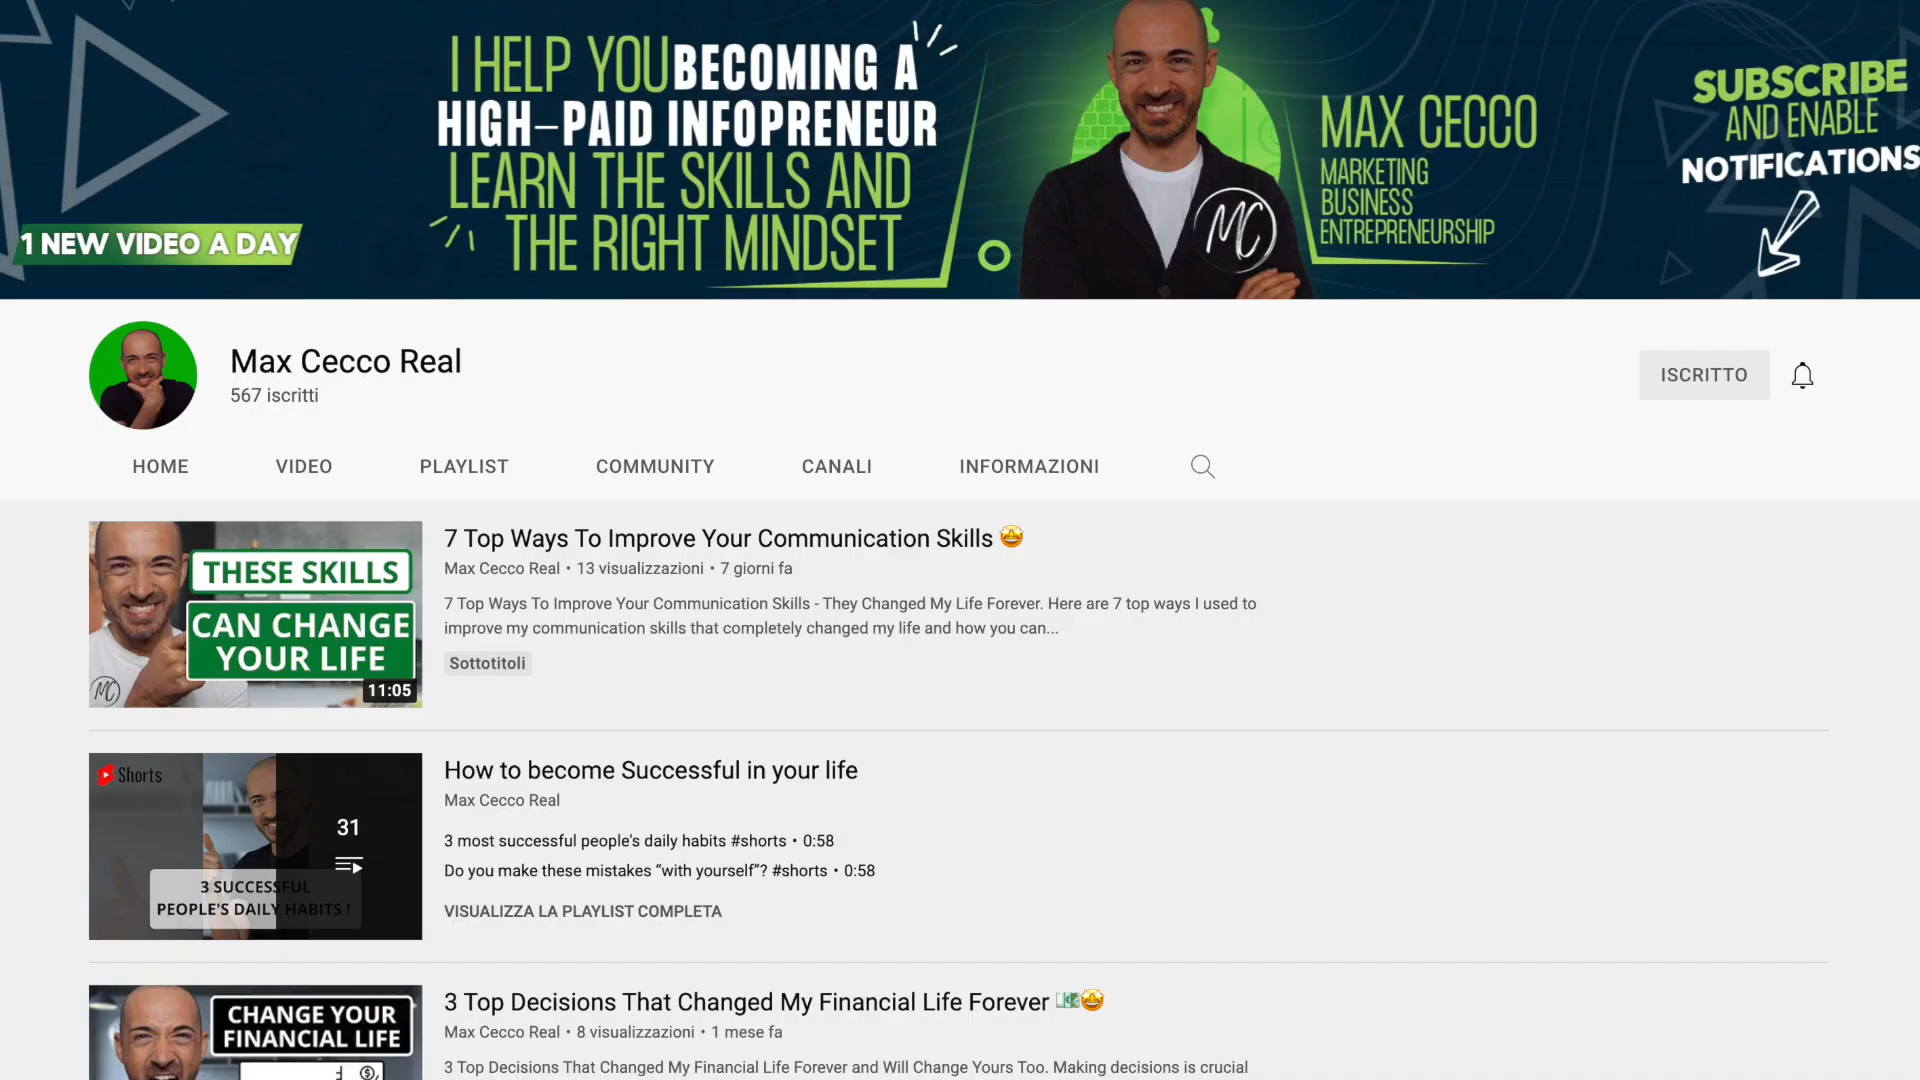 I HELP YOU BECOMING A
HIGH-PAID INFOPRENEUR
LEARN THE SKILLS AND
THE RIGHT MINDSET
1 NEW VIDEO A DAY
MC
MAX CECCO
MARKETING
BUSINESS
ENTREPRENEURSHIP
SUBSCRIBE
AND ENABLE
NOTIFICATIONS
Max Cecco Real
567 iscritti
ISCRITTO
HOME VIDEO PLAYLIST COMMUNITY CANALI INFORMAZIONI
THESE SKILLS
CAN CHANGE
YOUR LIFE
MC
11:05
7 Top Ways To Improve Your Communication Skills 🤩
Max Cecco Real • 13 visualizzazioni • 7 giorni fa
7 Top Ways To Improve Your Communication Skills - They Changed My Life Forever. Here are 7 top ways I used to
improve my communication skills that completely changed my life and how you can...
Sottotitoli
Shorts
31
3 SUCCESSFUL
PEOPLE'S DAILY HABITS !
How to become Successful in your life
Max Cecco Real
3 most successful people's daily habits #shorts • 0:58
Do you make these mistakes “with yourself”? #shorts • 0:58
VISUALIZZA LA PLAYLIST COMPLETA
CHANGE YOUR
FINANCIAL LIFE
3 Top Decisions That Changed My Financial Life Forever 💵🤩
Max Cecco Real • 8 visualizzazioni • 1 mese fa
3 Top Decisions That Changed My Financial Life Forever and Will Change Yours Too. Making decisions is crucial